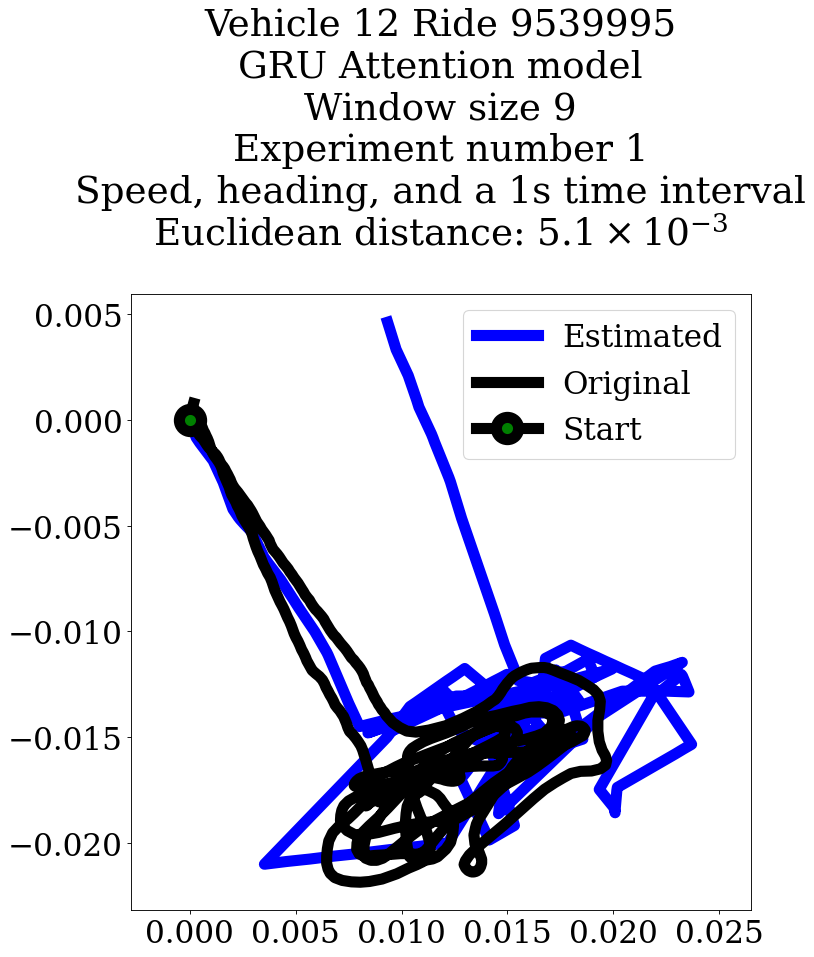 Vehicle 12 Ride 9539995
GRU Attention model
Window size 9
Experiment number 1
Speed, heading, and a 1s time interval
Euclidean distance: 5.1 × 10⁻³
Estimated
Original
Start
0.005
0.000
−0.005
−0.010
−0.015
−0.020
0.000 0.005 0.010 0.015 0.020 0.025